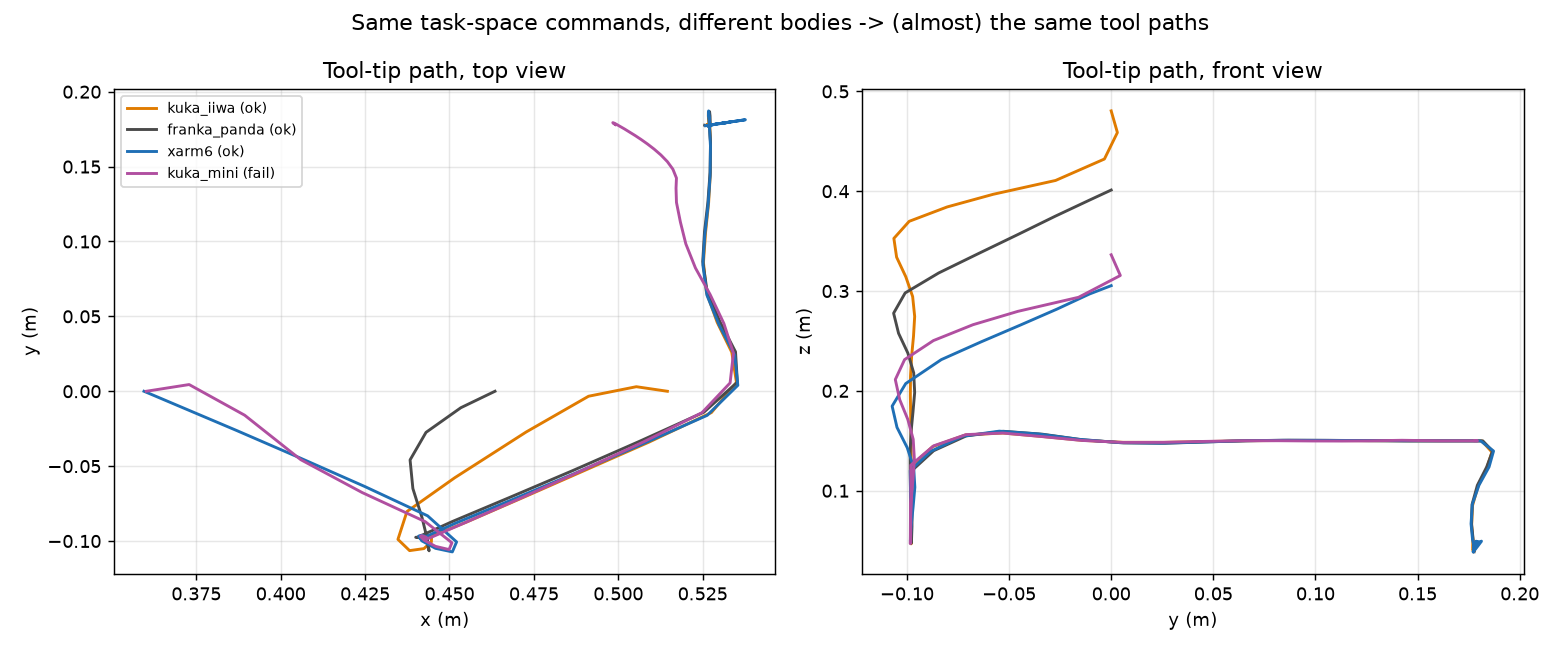 Same task-space commands, different bodies -> (almost) the same tool paths
Tool-tip path, top view
kuka_iiwa (ok)
franka_panda (ok)
xarm6 (ok)
kuka_mini (fail)
0.20
0.15
0.10
0.05
0.00
−0.05
−0.10
y (m)
0.375
0.400
0.425
0.450
0.475
0.500
0.525
x (m)
Tool-tip path, front view
0.5
0.4
0.3
0.2
0.1
z (m)
−0.10
−0.05
0.00
0.05
0.10
0.15
0.20
y (m)